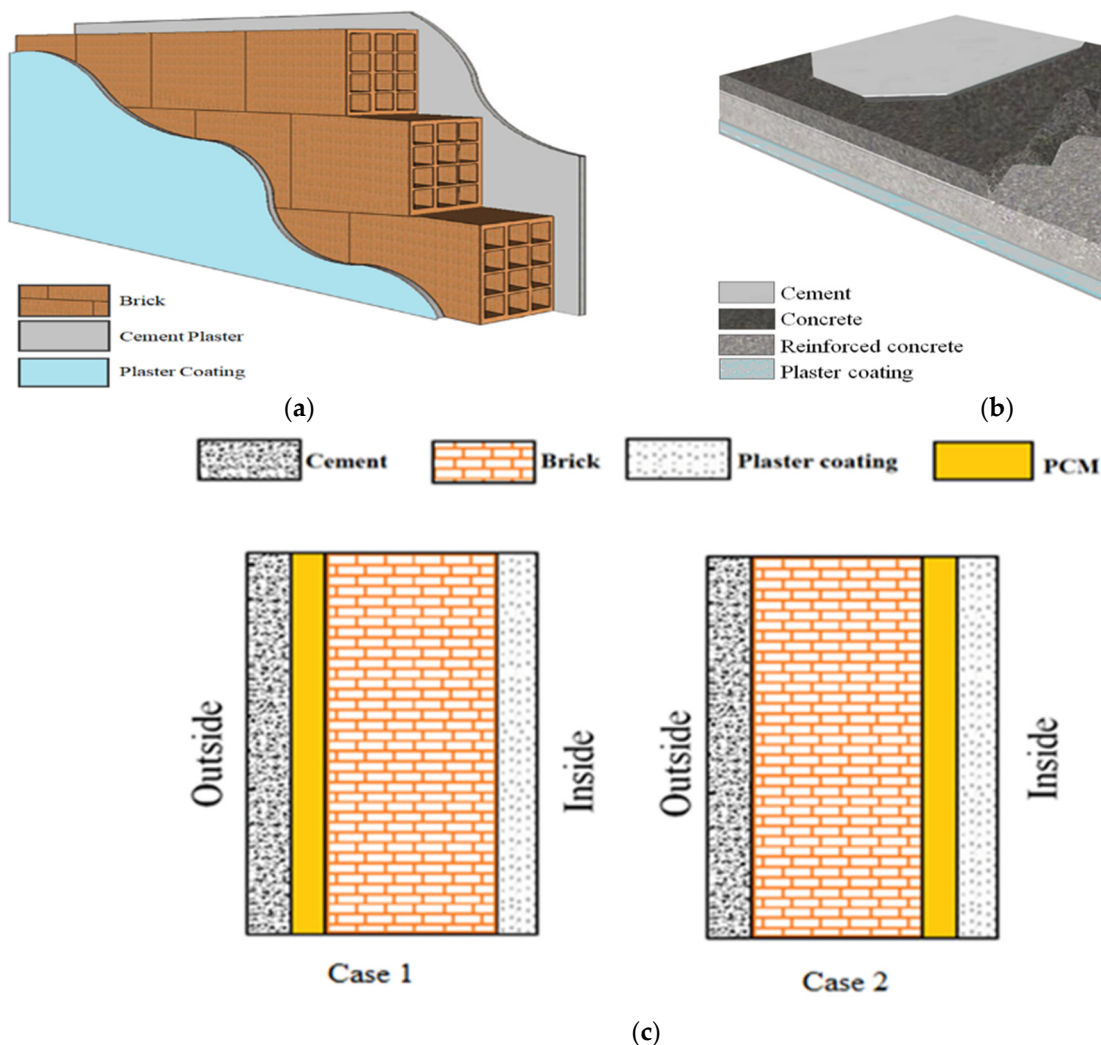 Brick
Cement Plaster
Plaster Coating
(a)
Cement
Concrete
Reinforced concrete
Plaster coating
(b)
Cement
Brick
Plaster coating
PCM
Outside
Inside
Outside
Inside
Case 1
Case 2
(c)